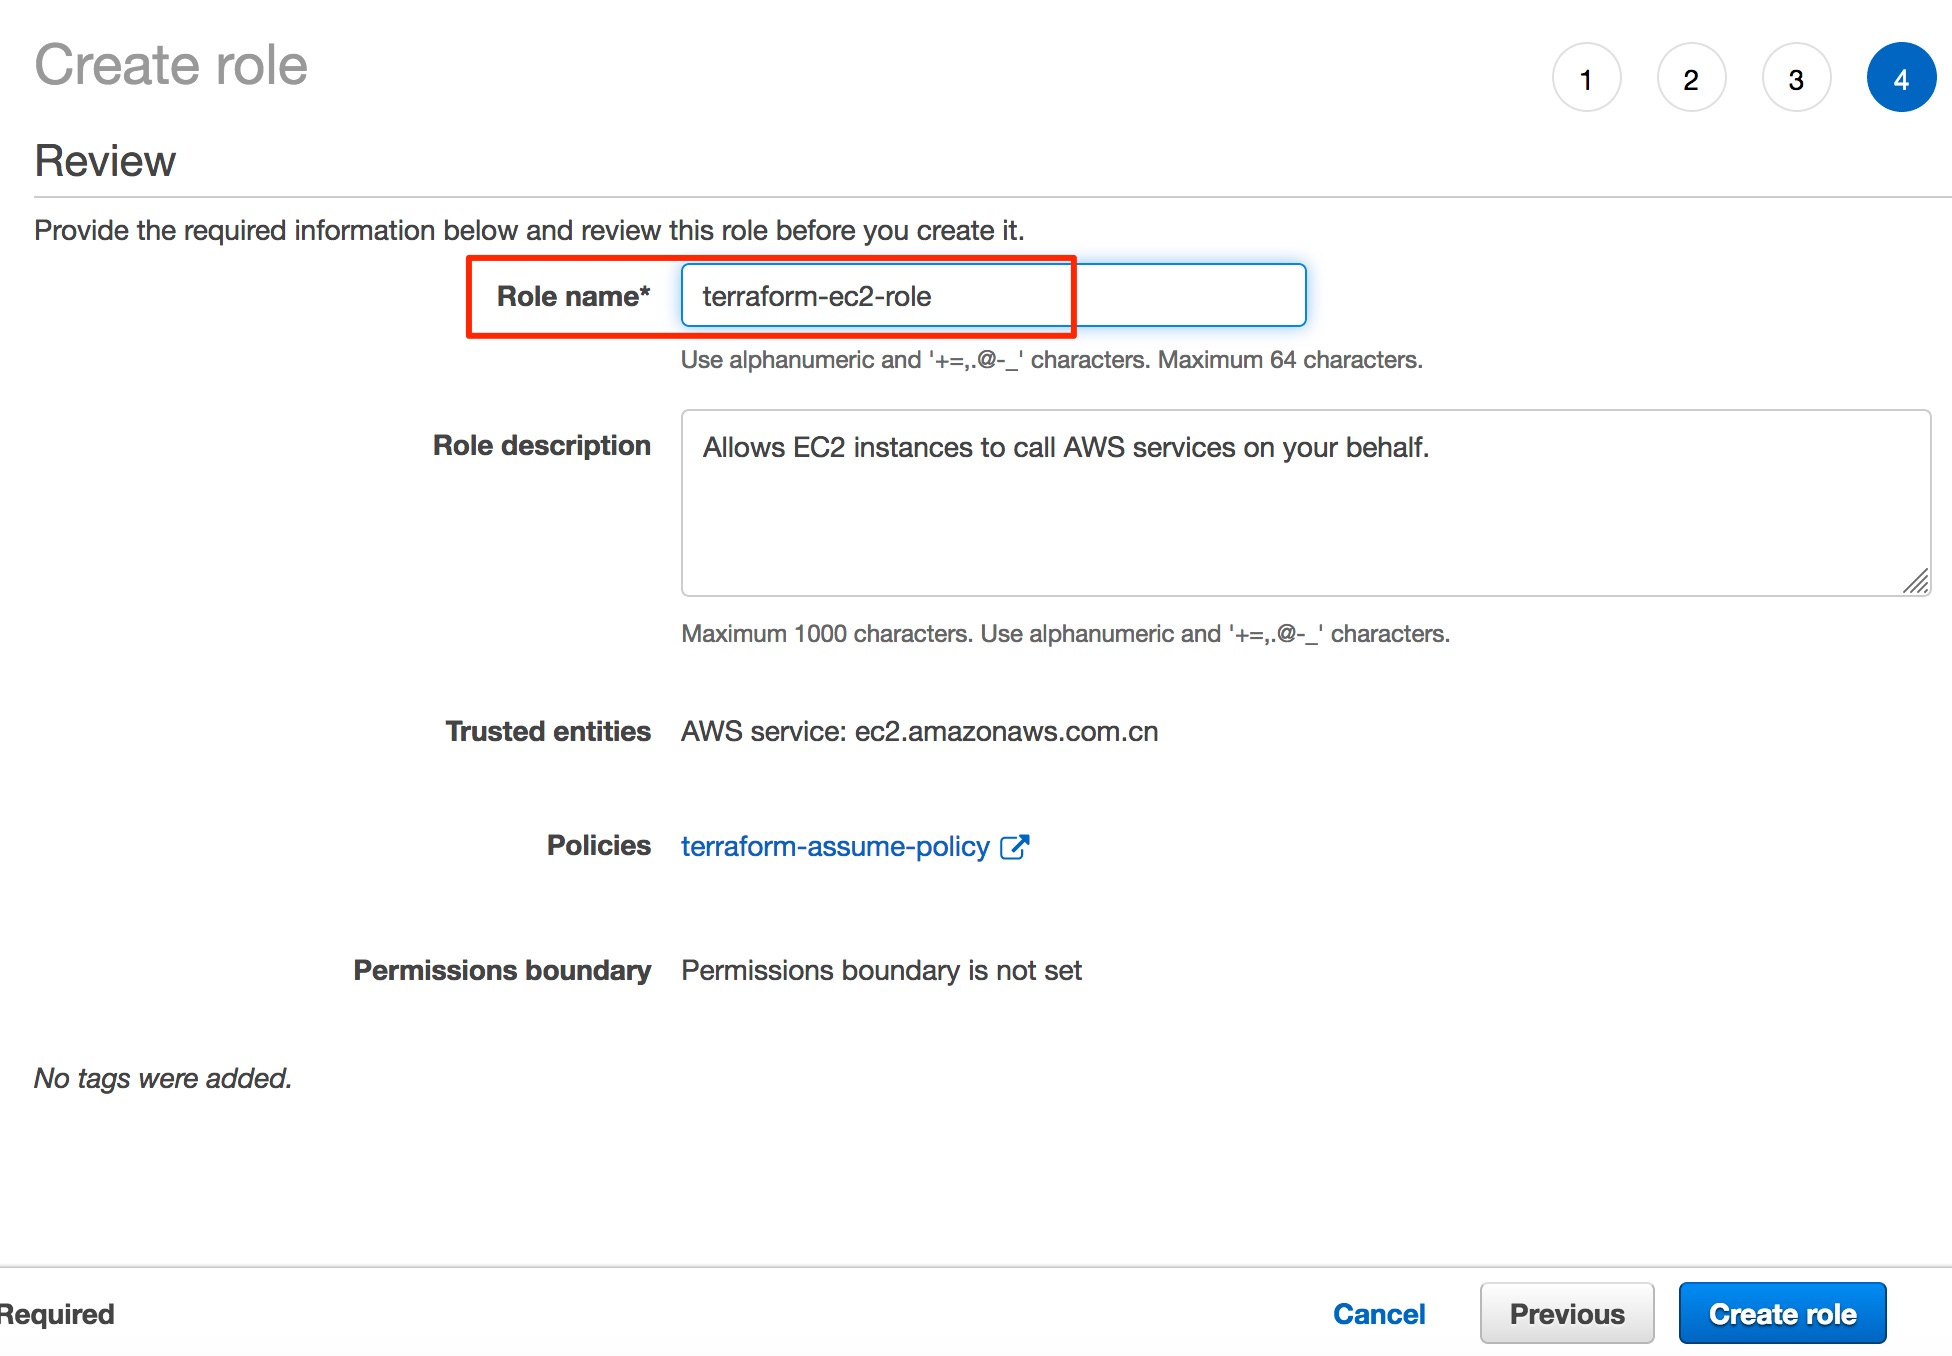 Create role
1 2 3 4
Review
Provide the required information below and review this role before you create it.
Role name* terraform-ec2-role
Use alphanumeric and '+=,.@-_' characters. Maximum 64 characters.
Role description Allows EC2 instances to call AWS services on your behalf.
Maximum 1000 characters. Use alphanumeric and '+=,.@-_' characters.
Trusted entities AWS service: ec2.amazonaws.com.cn
Policies terraform-assume-policy
Permissions boundary Permissions boundary is not set
No tags were added.
Required Cancel Previous Create role